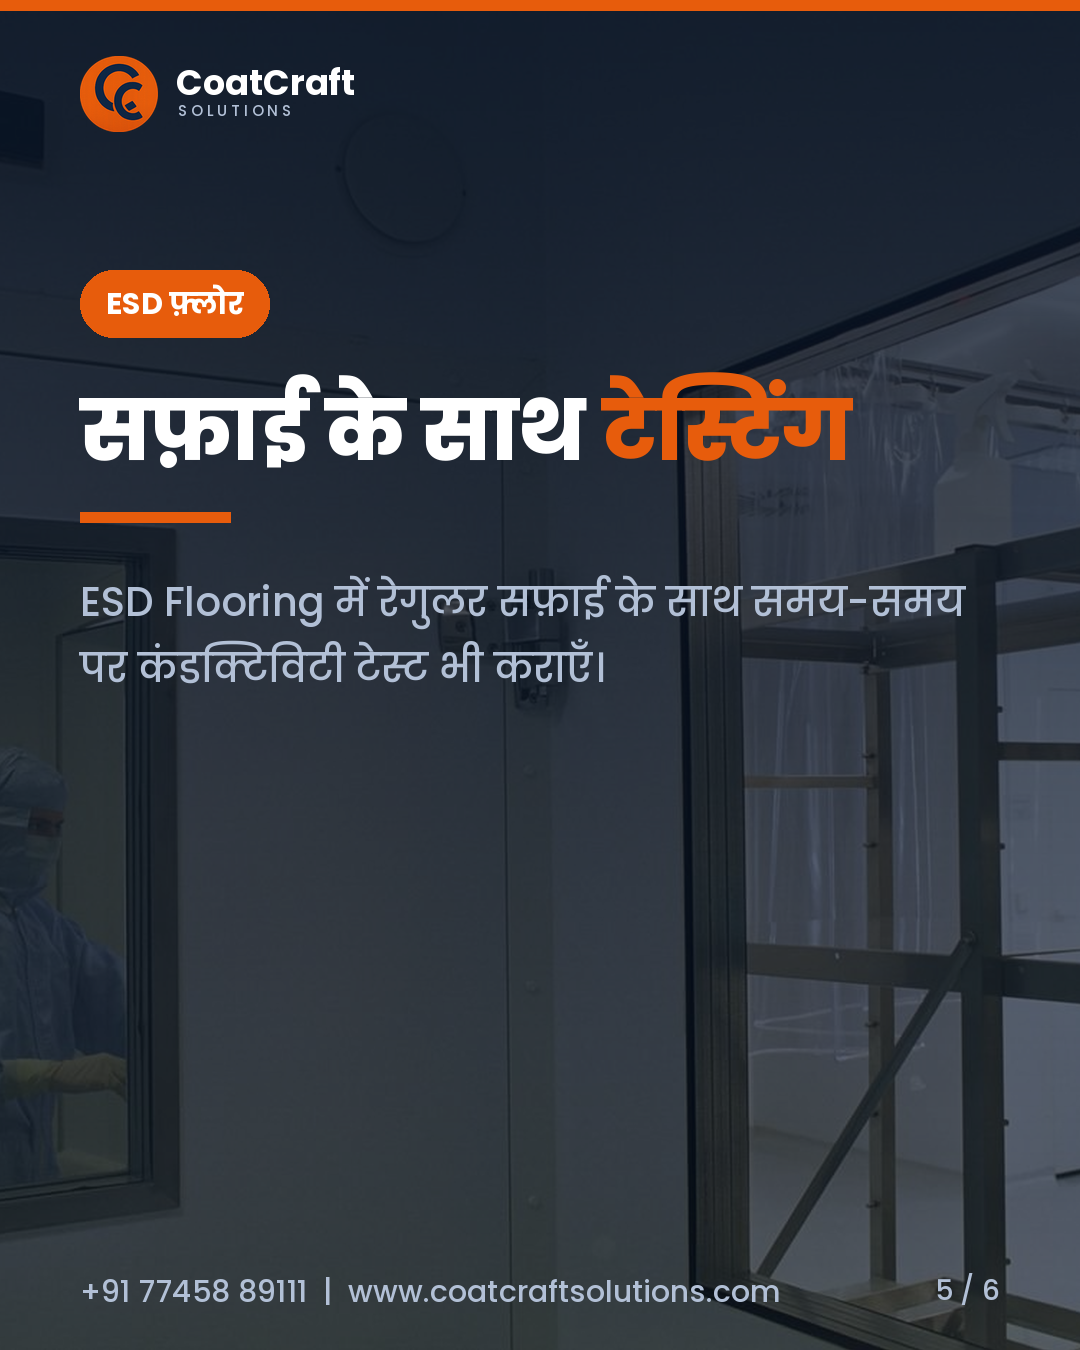 CoatCraft
SOLUTIONS
ESD फ़्लोर
सफ़ाई के साथ टेस्टिंग
ESD Flooring में रेगुलर सफ़ाई के साथ समय-समय
पर कंडक्टिविटी टेस्ट भी कराएँ।
+91 77458 89111 | www.coatcraftsolutions.com
5 / 6